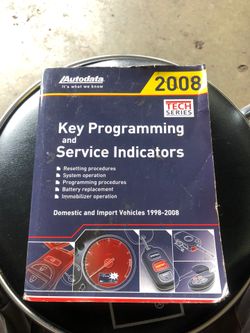 Autodata
It's what we know
2008
TECH
SERIES
Key Programming
and
Service Indicators
Resetting procedures
System operation
Programming procedures
Battery replacement
Immobilizer operation
Domestic and Import Vehicles 1998-2008